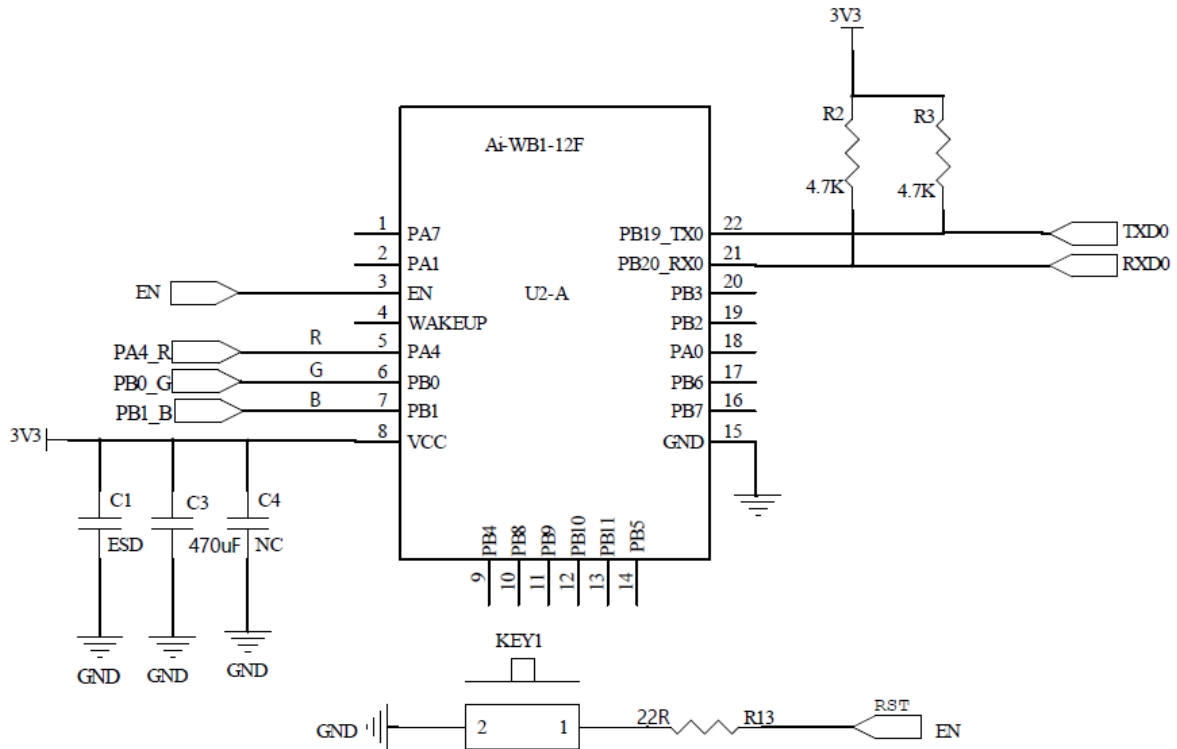 3V3
R2
R3
4.7K
4.7K
Ai-WB1-12F
U2-A
1 PA7
2 PA1
EN 3 EN
4 WAKEUP
PA4_R R 5 PA4
PB0_G G 6 PB0
PB1_B B 7 PB1
3V3 8 VCC
PB19_TX0 22 TXD0
PB20_RX0 21 RXD0
PB3 20
PB2 19
PA0 18
PB6 17
PB7 16
GND 15
C1
ESD
GND
C3
470uF
GND
C4
NC
GND
PB4 9
PB8 10
PB9 11
PB10 12
PB11 13
PB5 14
KEY1
GND 2 1 22R R13 RST EN